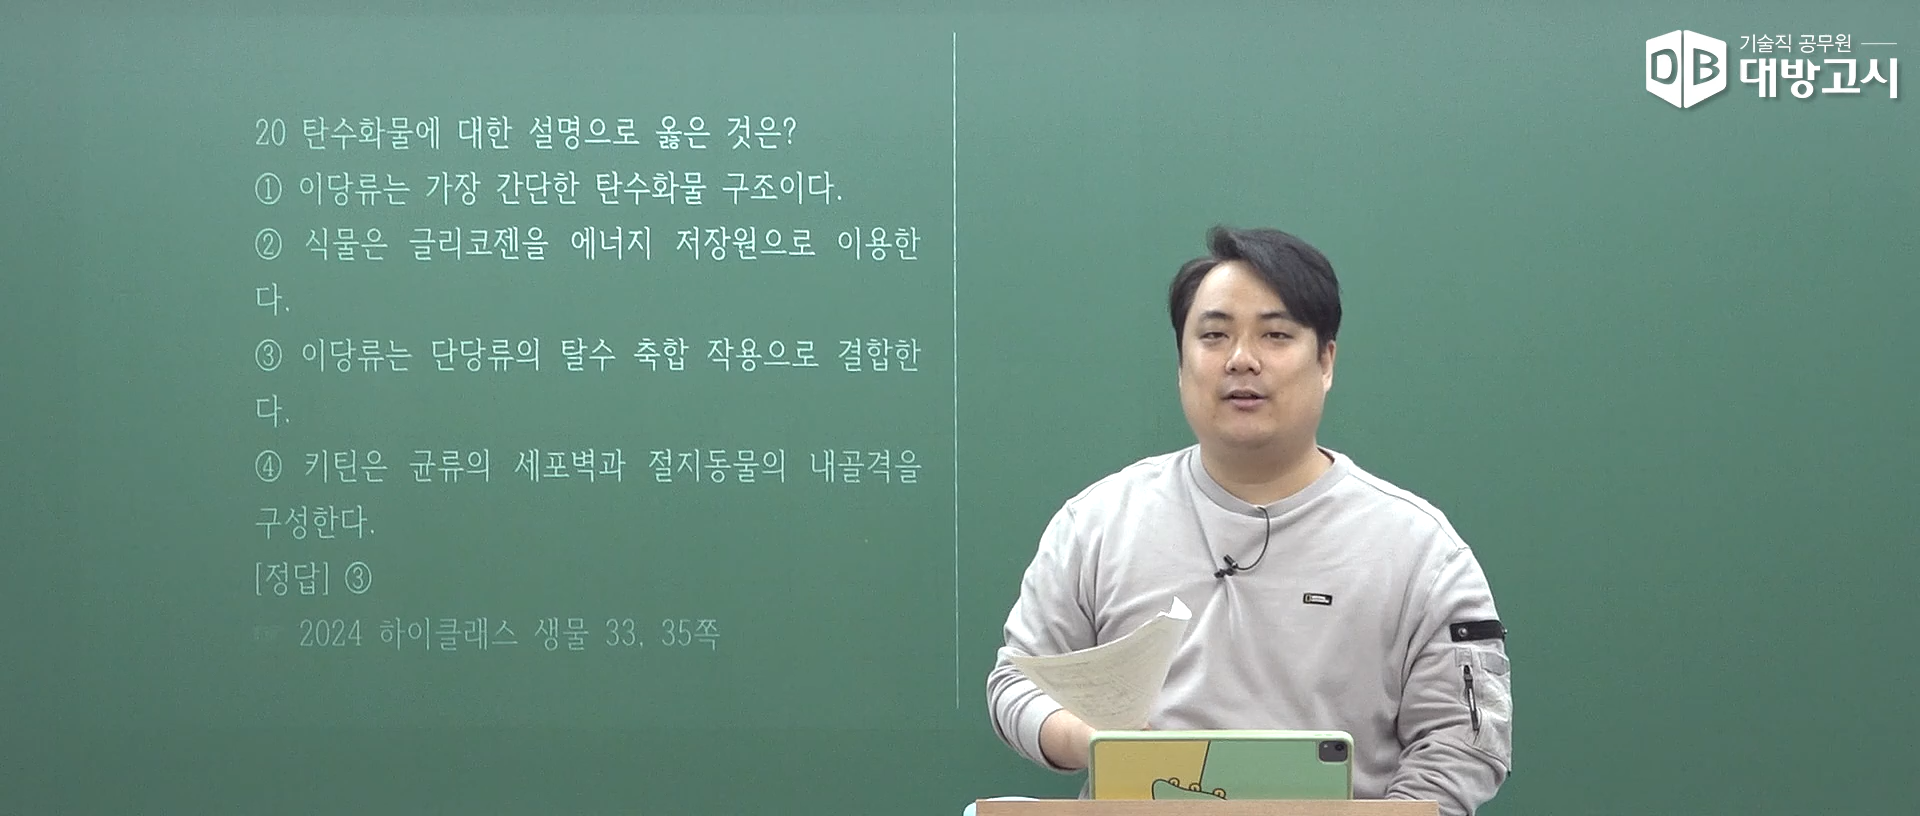 기술직 공무원
DB 대방고시
20 탄수화물에 대한 설명으로 옳은 것은?
① 이당류는 가장 간단한 탄수화물 구조이다.
② 식물은 글리코젠을 에너지 저장원으로 이용한
다.
③ 이당류는 단당류의 탈수 축합 작용으로 결합한
다.
④ 키틴은 균류의 세포벽과 절지동물의 내골격을
구성한다.
[정답] ③
2024 하이클래스 생물 33, 35쪽